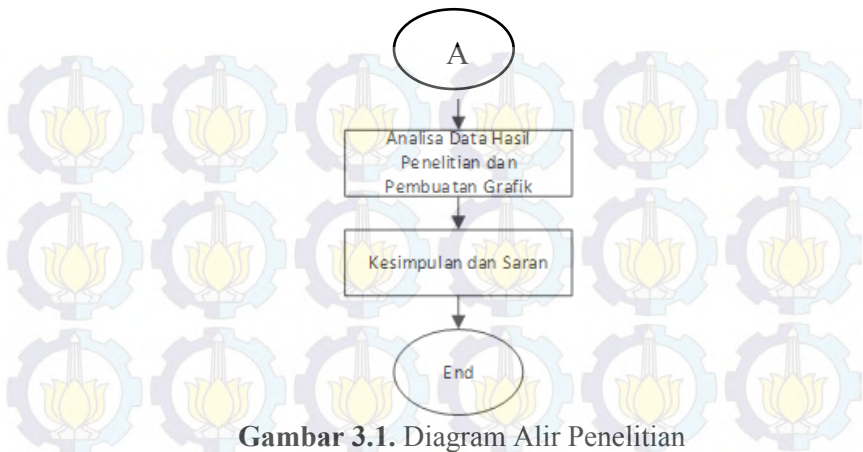 A
Analisa Data Hasil
Penelitian dan
Pembuatan Grafik
Kesimpulan dan Saran
End
Gambar 3.1. Diagram Alir Penelitian